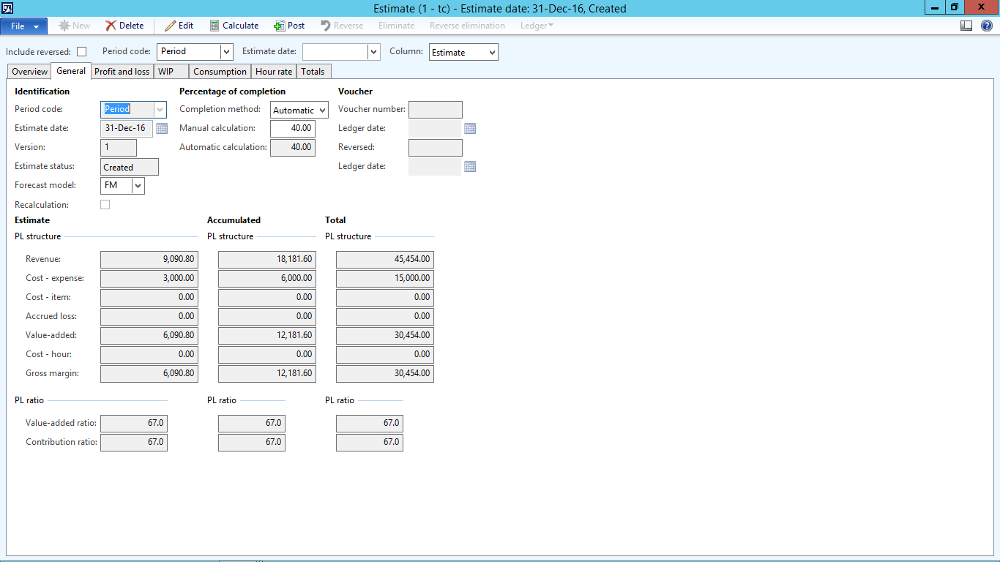 Estimate (1 - tc) - Estimate date: 31-Dec-16, Created
File New Delete Edit Calculate Post Reverse Eliminate Reverse elimination Ledger
Include reversed: Period code: Period Estimate date: Column: Estimate
Overview General Profit and loss WIP Consumption Hour rate Totals
Identification Percentage of completion Voucher
Period code: Period Completion method: Automatic Voucher number:
Estimate date: 31-Dec-16 Manual calculation: 40.00 Ledger date:
Version: 1 Automatic calculation: 40.00 Reversed:
Estimate status: Created Ledger date:
Forecast model: FM
Recalculation:
Estimate Accumulated Total
PL structure PL structure PL structure
Revenue: 9,090.80 18,181.60 45,454.00
Cost - expense: 3,000.00 6,000.00 15,000.00
Cost - item: 0.00 0.00 0.00
Accrued loss: 0.00 0.00 0.00
Value-added: 6,090.80 12,181.60 30,454.00
Cost - hour: 0.00 0.00 0.00
Gross margin: 6,090.80 12,181.60 30,454.00
PL ratio PL ratio PL ratio
Value-added ratio: 67.0 67.0 67.0
Contribution ratio: 67.0 67.0 67.0